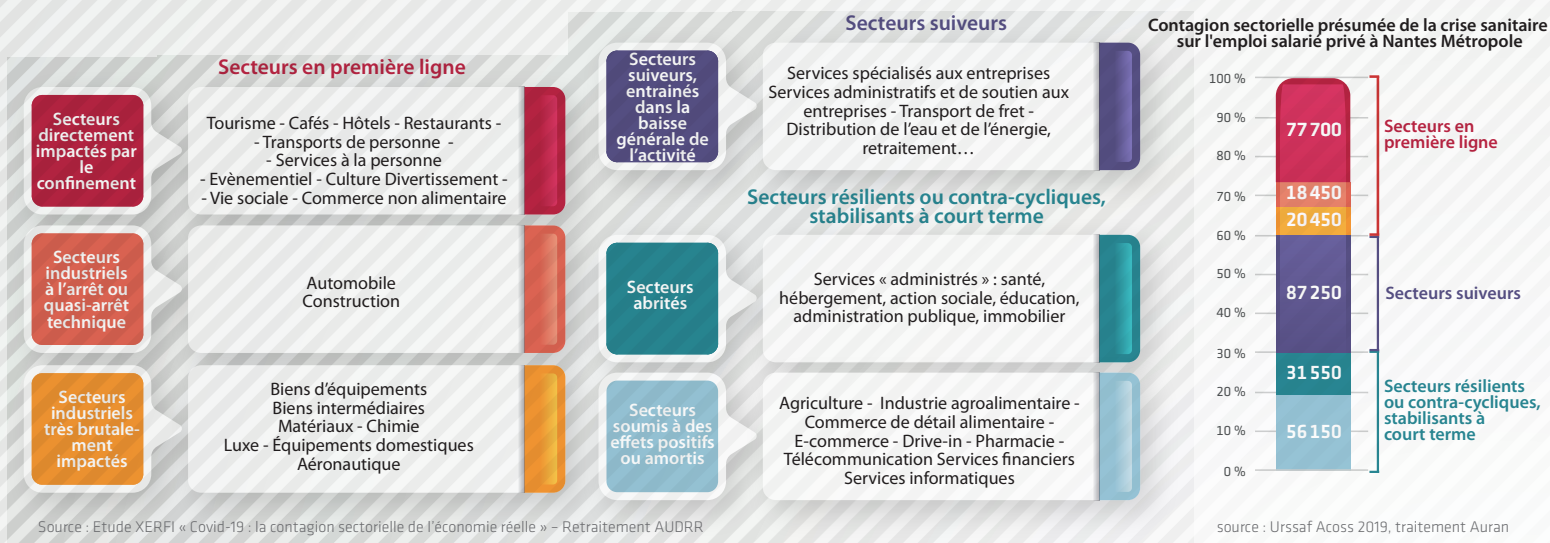 Secteurs en première ligne
Secteurs
directement
impactés par
le
confinement
Tourisme - Cafés - Hôtels - Restaurants -
- Transports de personne -
- Services à la personne
- Evènementiel - Culture Divertissement -
- Vie sociale - Commerce non alimentaire
Secteurs
industriels
à l'arrêt ou
quasi-arrêt
technique
Automobile
Construction
Secteurs
industriels
très brutale-
ment
impactés
Biens d'équipements
Biens intermédiaires
Matériaux - Chimie
Luxe - Équipements domestiques
Aéronautique
Secteurs suiveurs
Secteurs
suiveurs,
entrainés
dans la
baisse
générale de
l'activité
Services spécialisés aux entreprises
Services administratifs et de soutien aux
entreprises - Transport de fret -
Distribution de l'eau et de l'énergie,
retraitement…
Secteurs résilients ou contra-cycliques,
stabilisants à court terme
Secteurs
abrités
Services « administrés » : santé,
hébergement, action sociale, éducation,
administration publique, immobilier
Secteurs
soumis à des
effets positifs
ou amortis
Agriculture - Industrie agroalimentaire -
Commerce de détail alimentaire -
E-commerce - Drive-in - Pharmacie -
Télécommunication Services financiers
Services informatiques
Source : Etude XERFI « Covid-19 : la contagion sectorielle de l'économie réelle » – Retraitement AUDRR
Contagion sectorielle présumée de la crise sanitaire
sur l'emploi salarié privé à Nantes Métropole
100 %
90 %
80 %
70 %
60 %
50 %
40 %
30 %
20 %
10 %
0 %
77 700
18 450
20 450
87 250
31 550
56 150
Secteurs en
première ligne
Secteurs suiveurs
Secteurs résilients
ou contra-cycliques,
stabilisants à
court terme
source : Urssaf Acoss 2019, traitement Auran